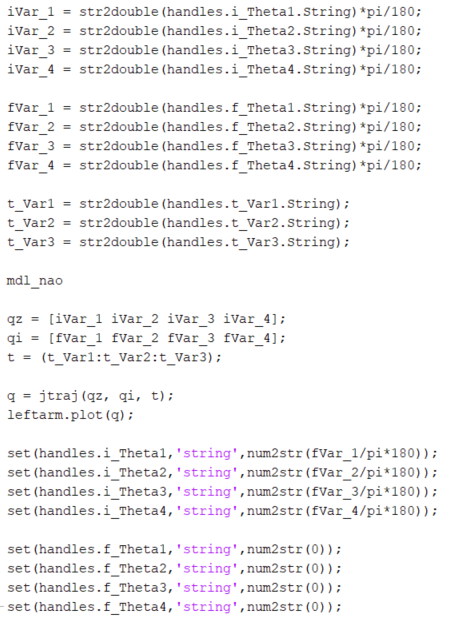 iVar_1 = str2double(handles.i_Theta1.String)*pi/180;
iVar_2 = str2double(handles.i_Theta2.String)*pi/180;
iVar_3 = str2double(handles.i_Theta3.String)*pi/180;
iVar_4 = str2double(handles.i_Theta4.String)*pi/180;
fVar_1 = str2double(handles.f_Theta1.String)*pi/180;
fVar_2 = str2double(handles.f_Theta2.String)*pi/180;
fVar_3 = str2double(handles.f_Theta3.String)*pi/180;
fVar_4 = str2double(handles.f_Theta4.String)*pi/180;
t_Var1 = str2double(handles.t_Var1.String);
t_Var2 = str2double(handles.t_Var2.String);
t_Var3 = str2double(handles.t_Var3.String);
mdl_nao
qz = [iVar_1 iVar_2 iVar_3 iVar_4];
qi = [fVar_1 fVar_2 fVar_3 fVar_4];
t = (t_Var1:t_Var2:t_Var3);
q = jtraj(qz, qi, t);
leftarm.plot(q);
set(handles.i_Theta1,'string',num2str(fVar_1/pi*180));
set(handles.i_Theta2,'string',num2str(fVar_2/pi*180));
set(handles.i_Theta3,'string',num2str(fVar_3/pi*180));
set(handles.i_Theta4,'string',num2str(fVar_4/pi*180));
set(handles.f_Theta1,'string',num2str(0));
set(handles.f_Theta2,'string',num2str(0));
set(handles.f_Theta3,'string',num2str(0));
set(handles.f_Theta4,'string',num2str(0));